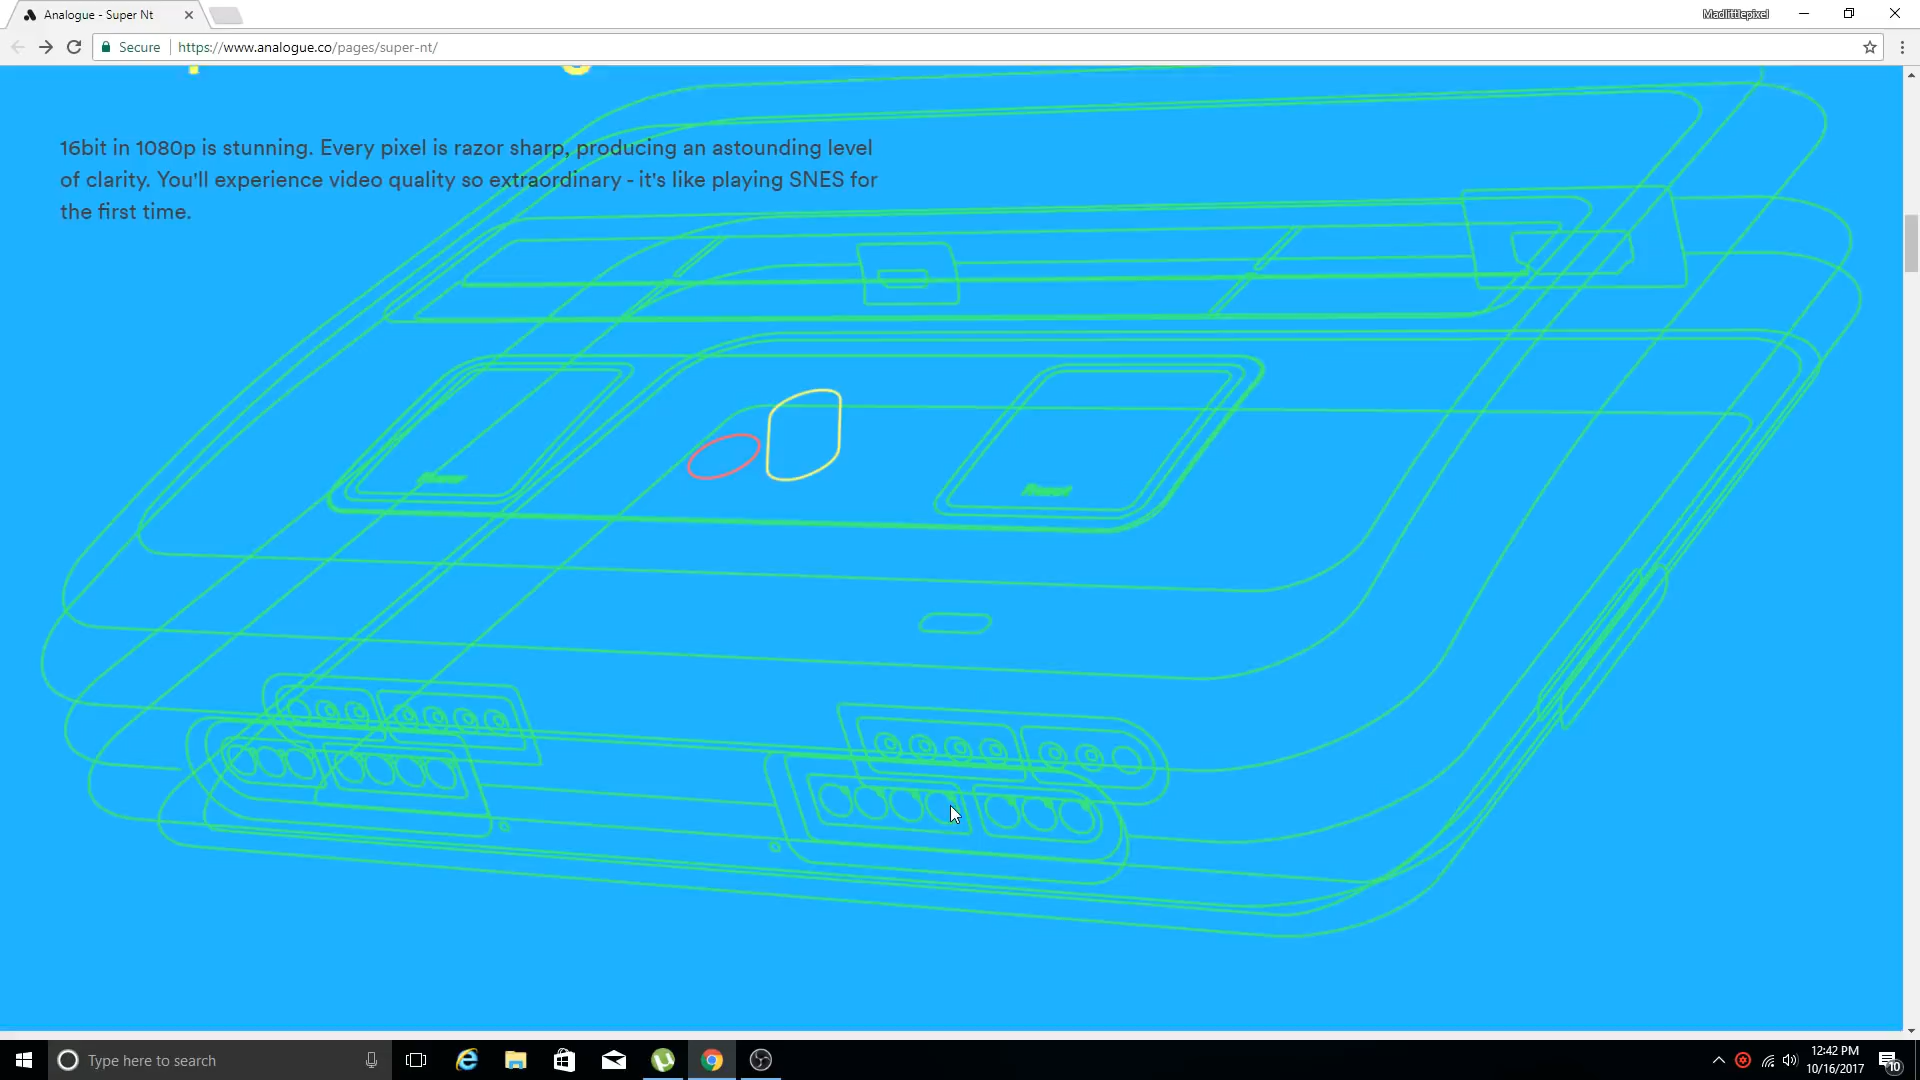 Analogue - Super Nt
Madlittlepixel
Secure
https://www.analogue.co/pages/super-nt/
16bit in 1080p is stunning. Every pixel is razor sharp, producing an astounding level
of clarity. You'll experience video quality so extraordinary - it's like playing SNES for
the first time.
Type here to search
12:42 PM
10/16/2017
10